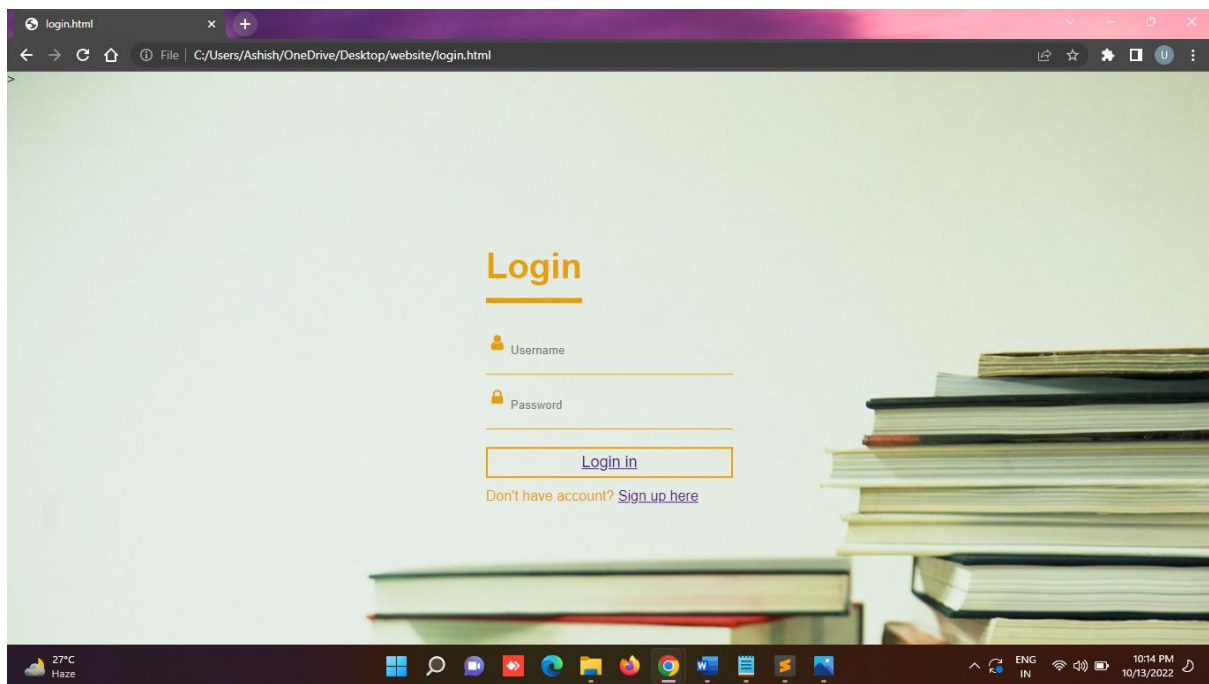 login.html
File C:/Users/Ashish/OneDrive/Desktop/website/login.html
U
>
Login
Username
Password
Login in
Don't have account? Sign up here
27°C
Haze
W
S
ENG
IN
10:14 PM
10/13/2022